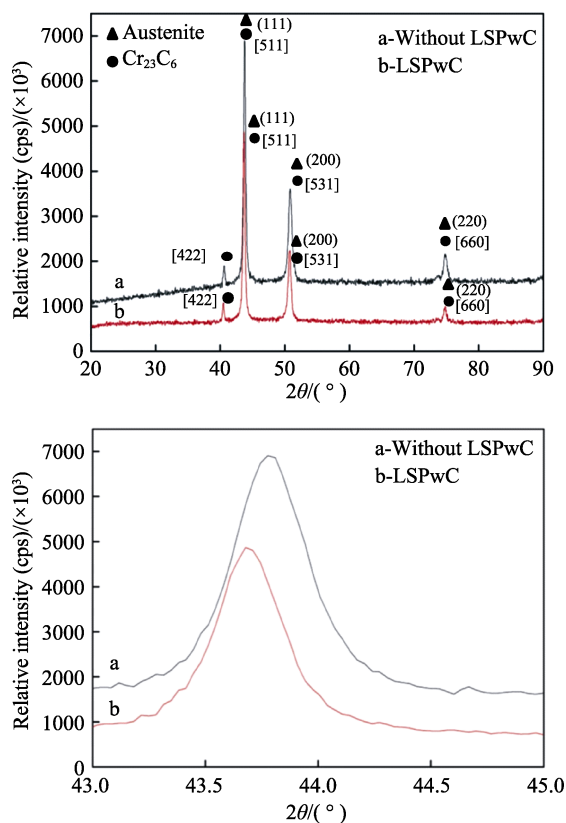 ▲ Austenite
● Cr₂₃C₆
a-Without LSPwC
b-LSPwC
▲
● (111)
[511]
▲ (111)
● [511]
▲ (200)
● [531]
▲ (200)
● [531]
▲ (220)
● [660]
▲ (220)
● [660]
[422] ●
[422] ●
a
b
7000
6000
5000
4000
3000
2000
1000
0
Relative intensity (cps)/(×10³)
20 30 40 50 60 70 80 90
2θ/( ° )
a-Without LSPwC
b-LSPwC
a
b
7000
6000
5000
4000
3000
2000
1000
0
Relative intensity (cps)/(×10³)
43.0 43.5 44.0 44.5 45.0
2θ/( ° )